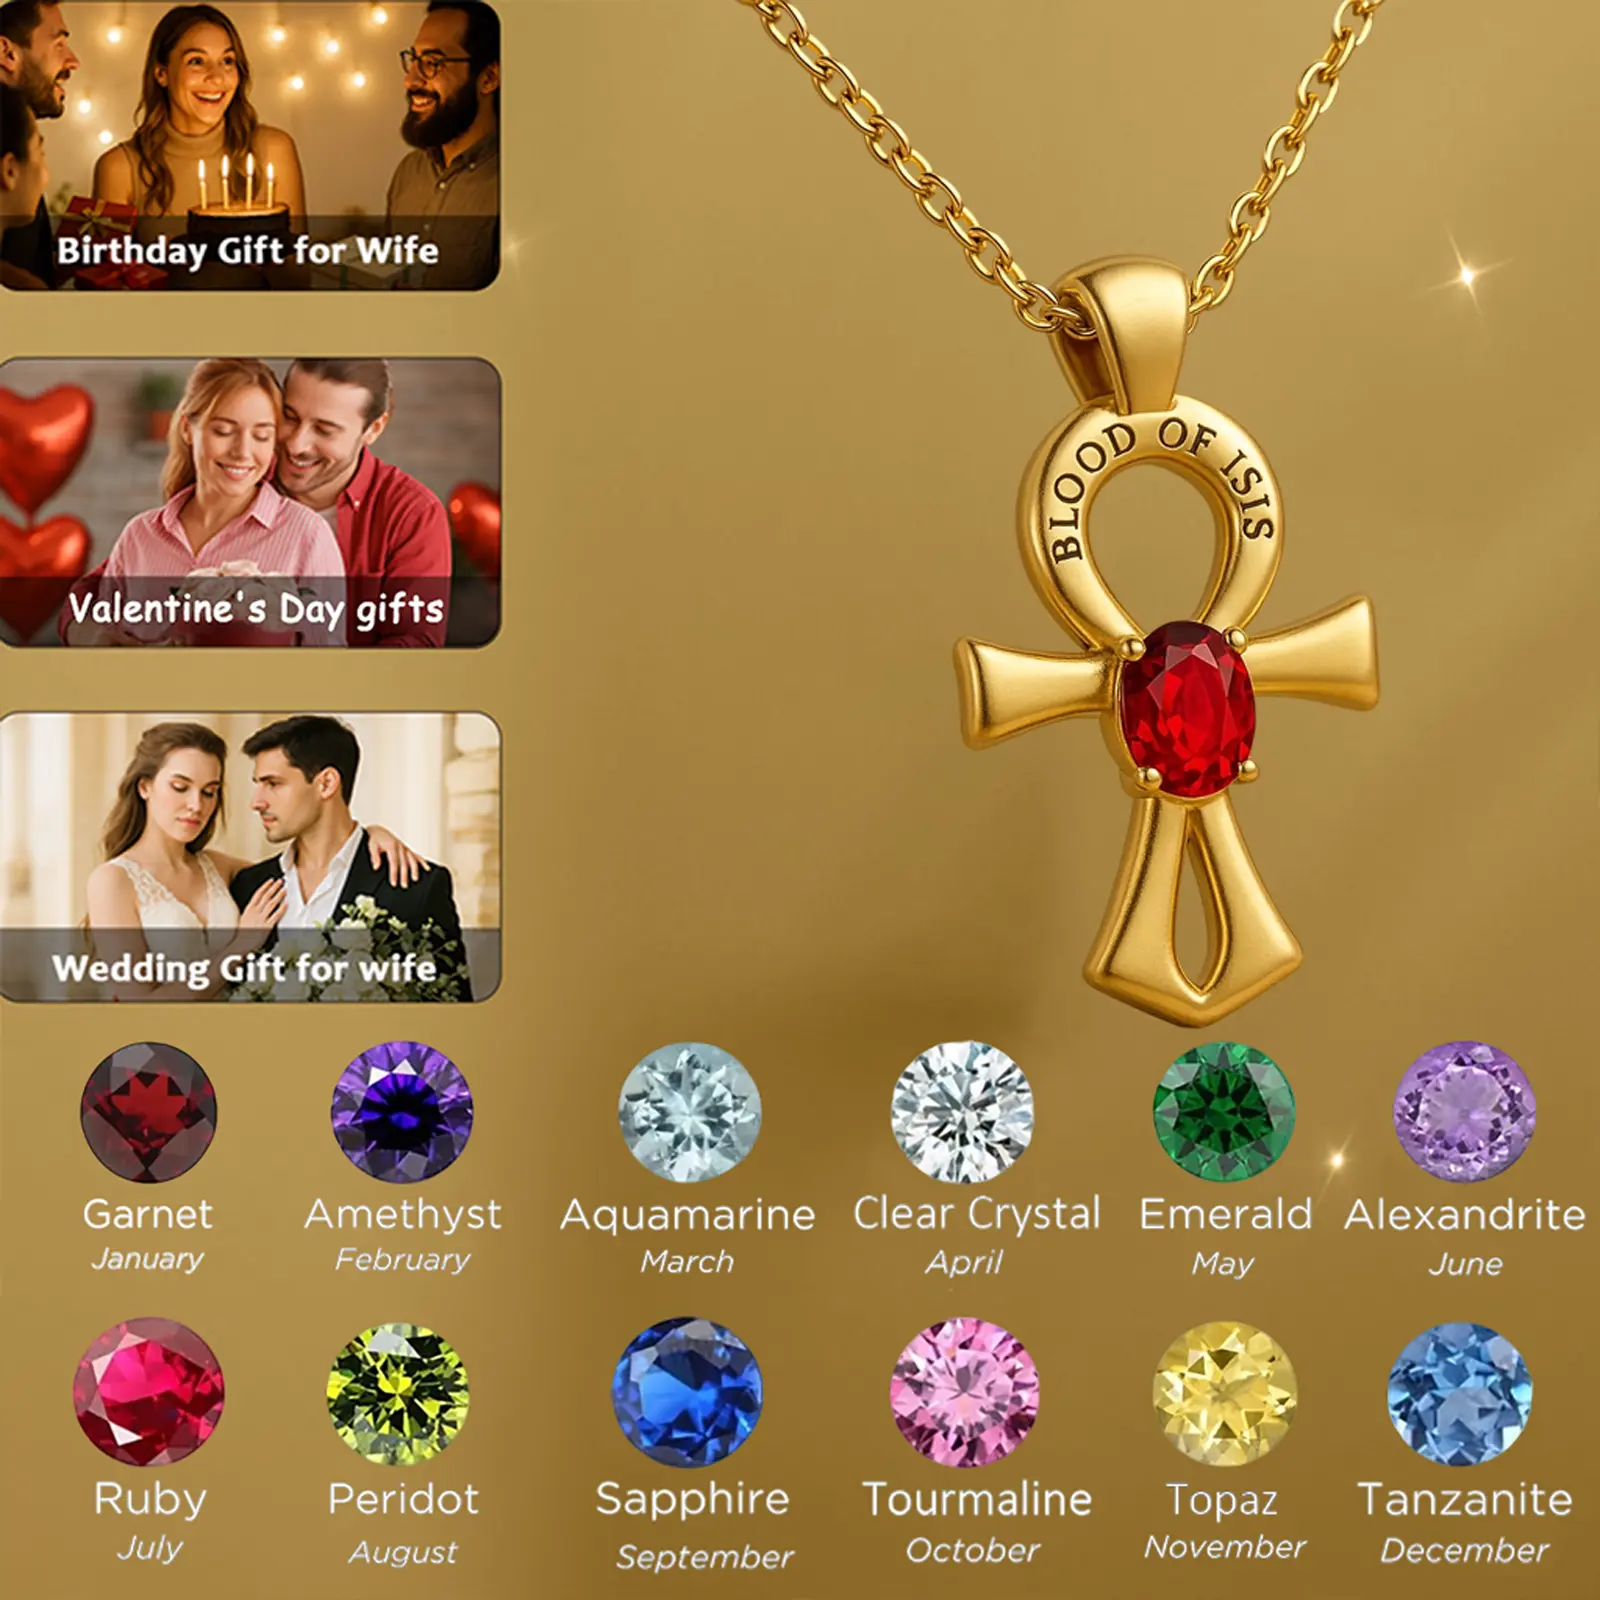 Birthday Gift for Wife
BLOOD OF ISIS
Valentine's Day gifts
Wedding Gift for wife
Garnet
January
Amethyst
February
Aquamarine
March
Clear Crystal
April
Emerald
May
Alexandrite
June
Ruby
July
Peridot
August
Sapphire
September
Tourmaline
October
Topaz
November
Tanzanite
December